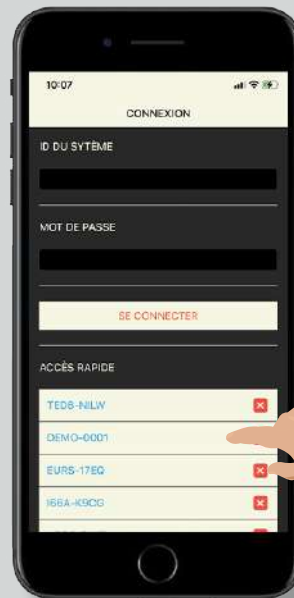 10:07
CONNEXION
ID DU SYTÈME
MOT DE PASSE
SE CONNECTER
ACCÈS RAPIDE
TED8-NILW
DEMO-0001
EURS-17EQ
I66A-K9CG